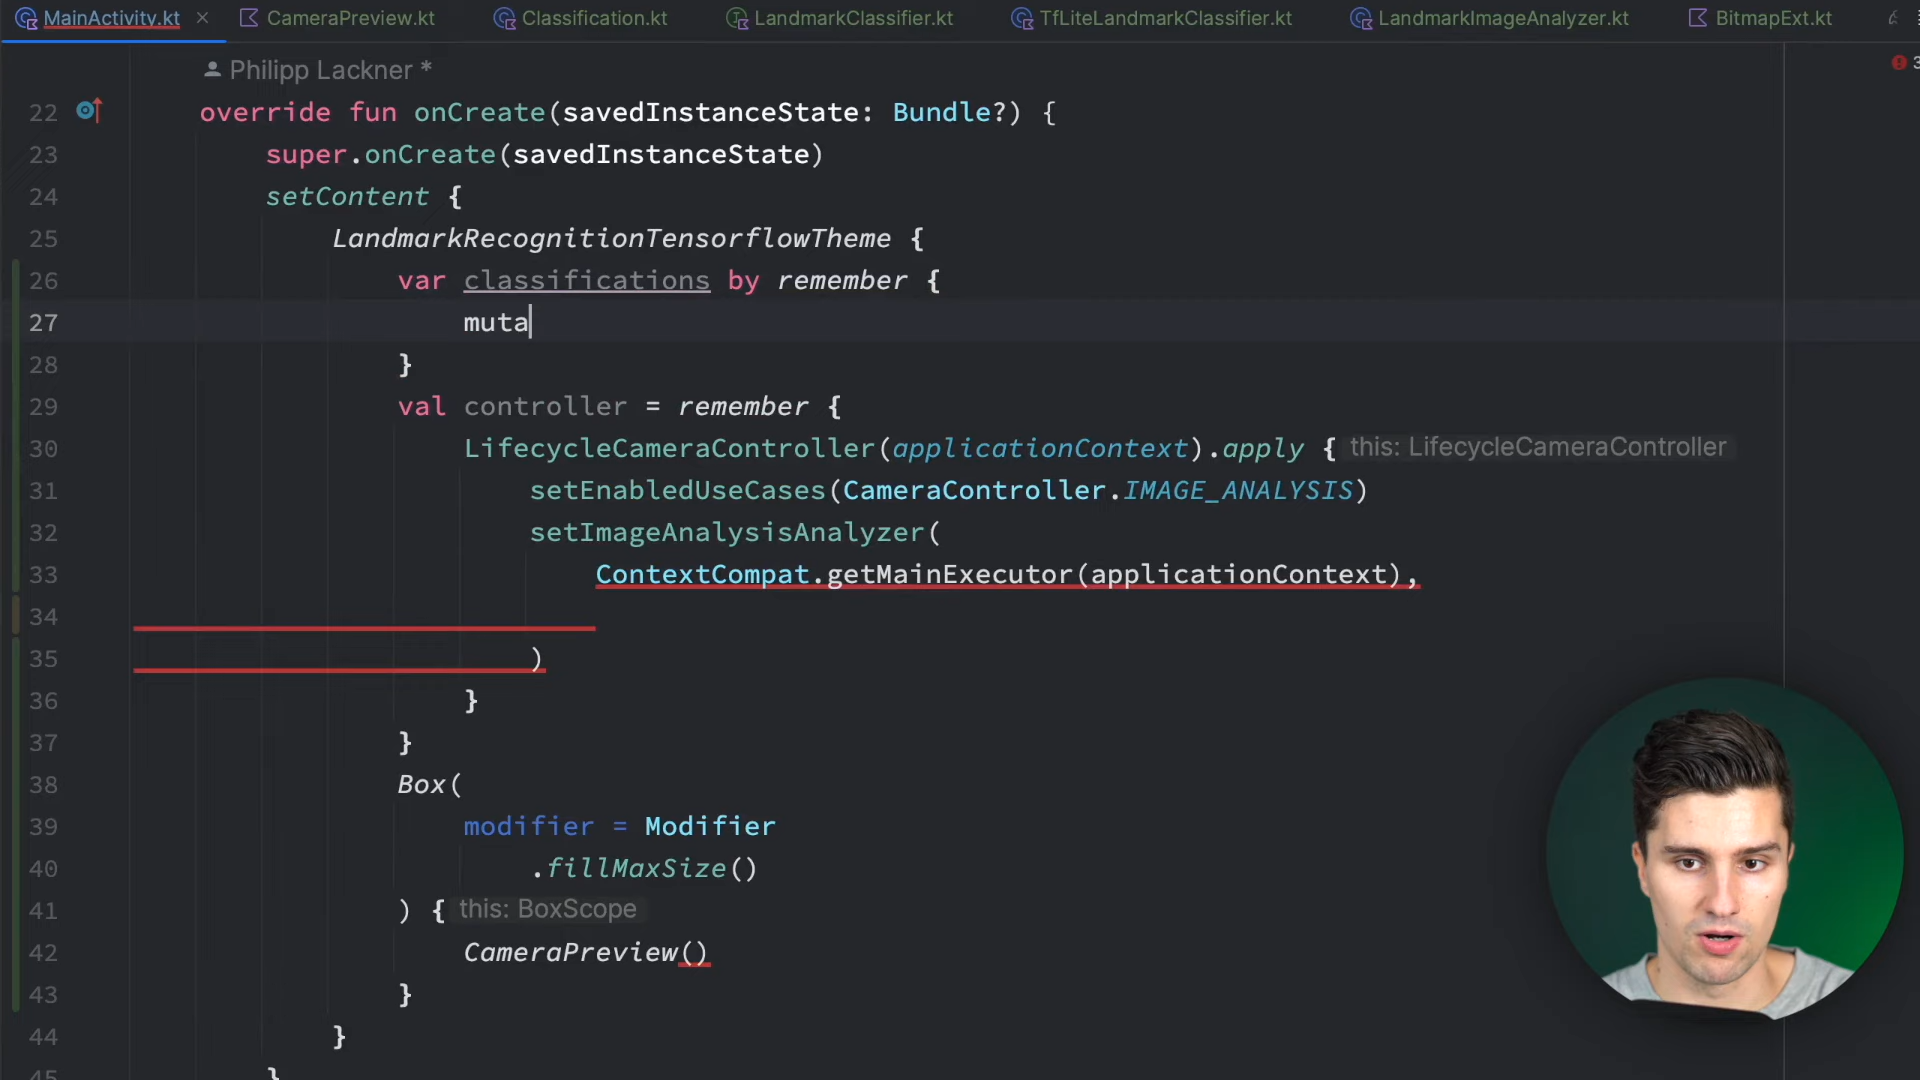 MainActivity.kt CameraPreview.kt Classification.kt LandmarkClassifier.kt TfLiteLandmarkClassifier.kt LandmarkImageAnalyzer.kt BitmapExt.kt
Philipp Lackner * 3
22 override fun onCreate(savedInstanceState: Bundle?) {
23 super.onCreate(savedInstanceState)
24 setContent {
25 LandmarkRecognitionTensorflowTheme {
26 var classifications by remember {
27 muta
28 }
29 val controller = remember {
30 LifecycleCameraController(applicationContext).apply { this: LifecycleCameraController
31 setEnabledUseCases(CameraController.IMAGE_ANALYSIS)
32 setImageAnalysisAnalyzer(
33 ContextCompat.getMainExecutor(applicationContext),
34
35 )
36 }
37 }
38 Box(
39 modifier = Modifier
40 .fillMaxSize()
41 ) { this: BoxScope
42 CameraPreview()
43 }
44 }
45 }